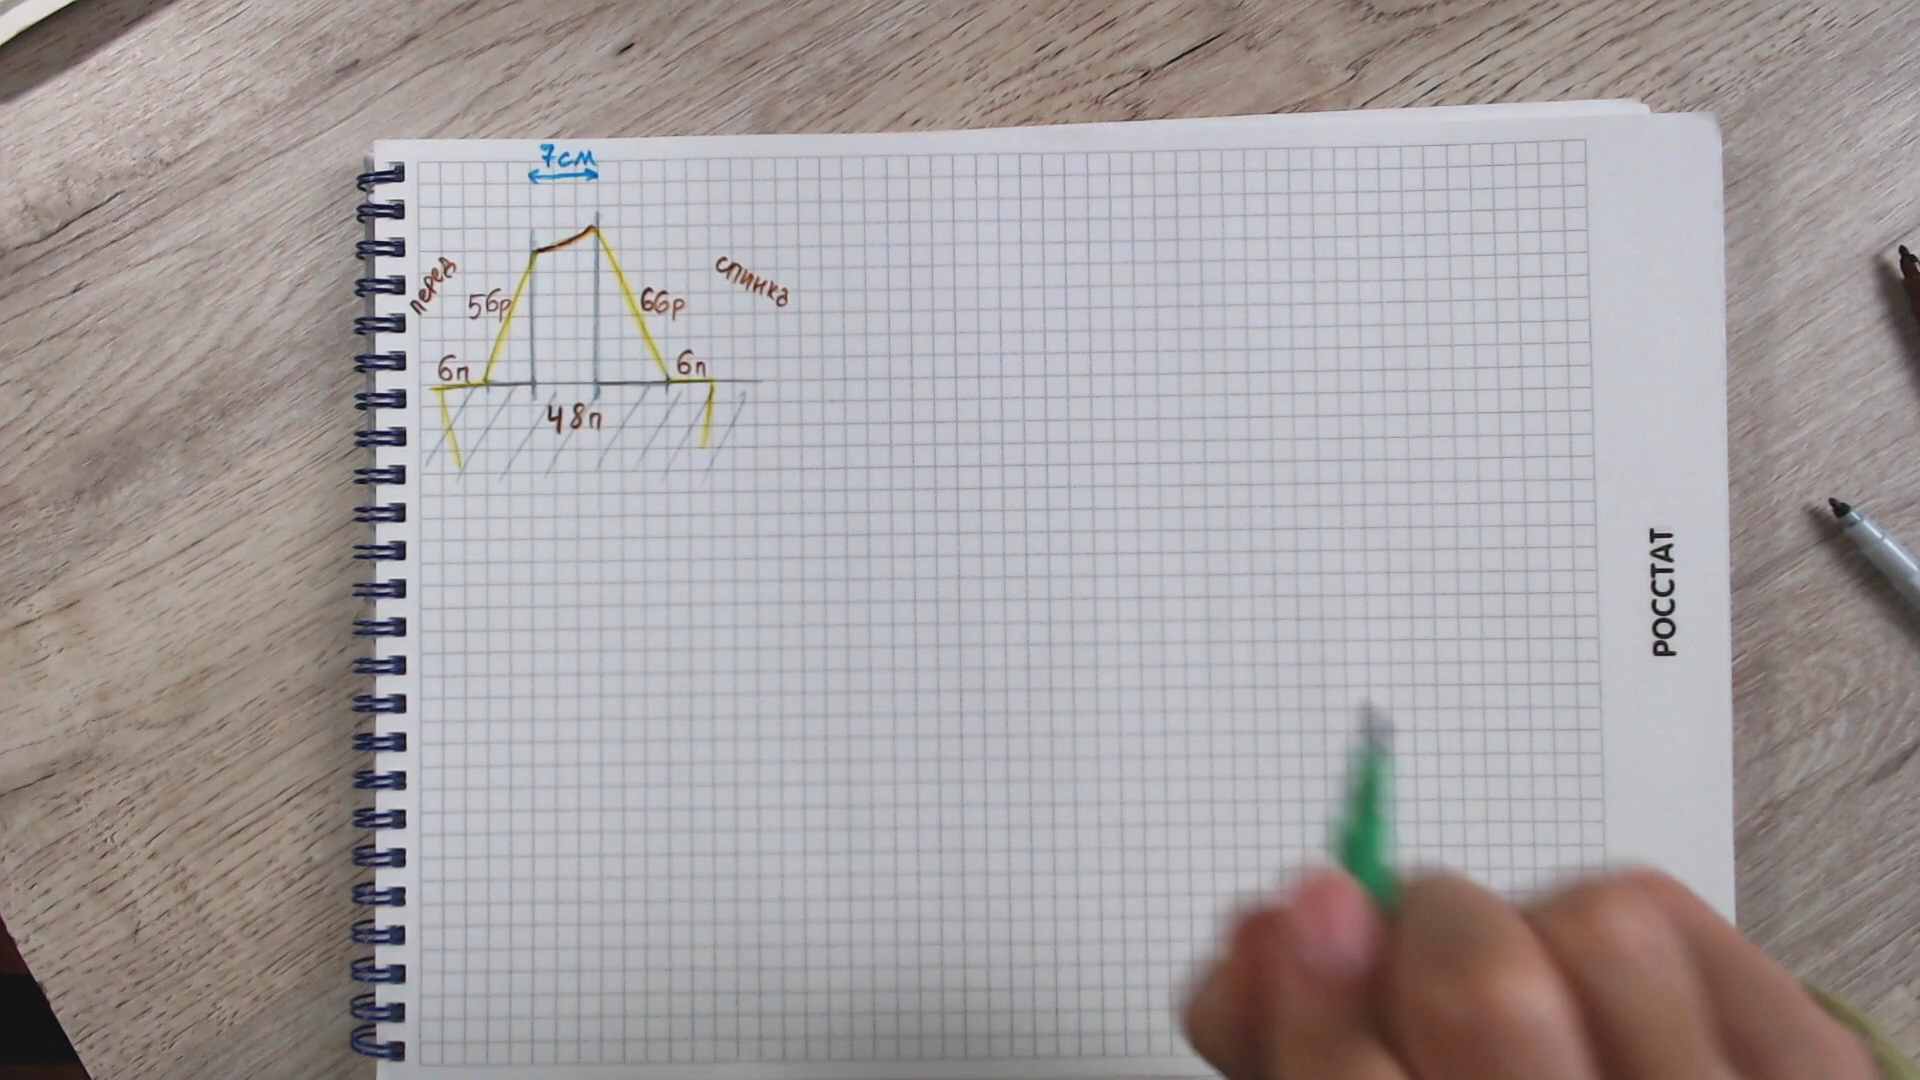 7см
перед
спинка
56р
66р
6п
6п
48п
РОССТАТ